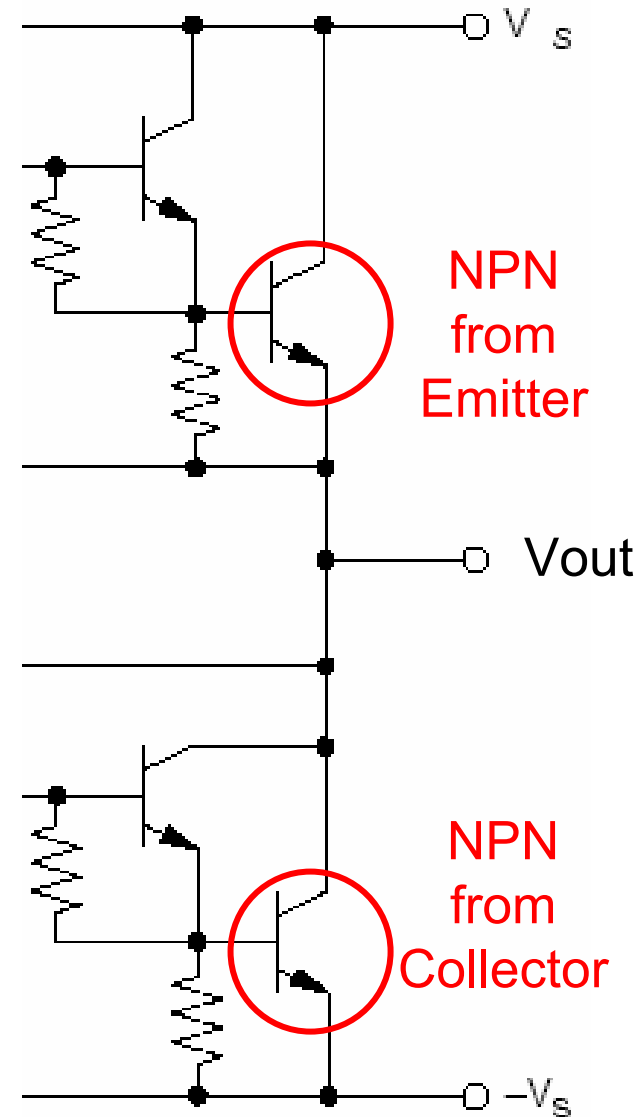 V s
NPN
from
Emitter
Vout
NPN
from
Collector
–Vs